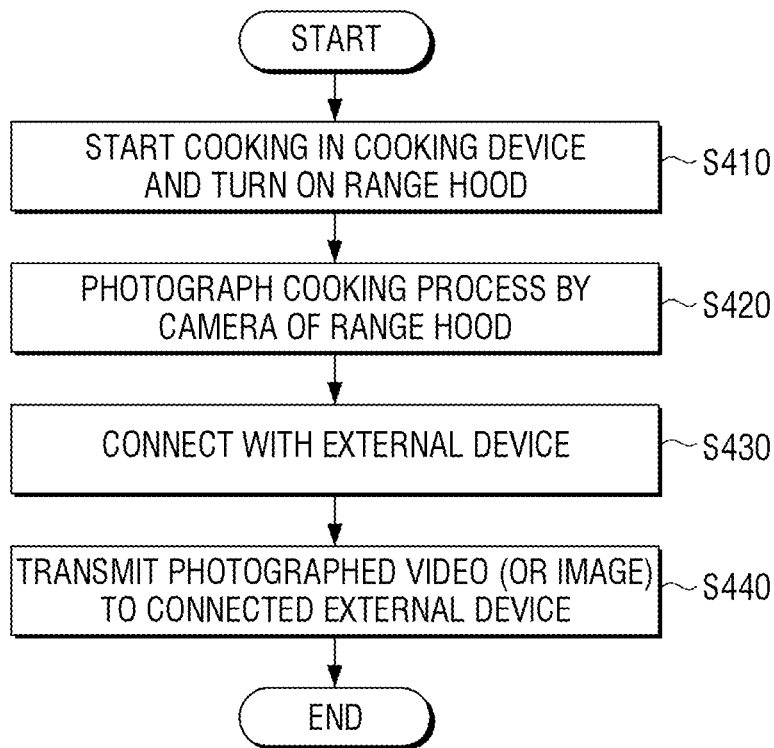 START
START COOKING IN COOKING DEVICE
AND TURN ON RANGE HOOD
S410
PHOTOGRAPH COOKING PROCESS BY
CAMERA OF RANGE HOOD
S420
CONNECT WITH EXTERNAL DEVICE
S430
TRANSMIT PHOTOGRAPHED VIDEO (OR IMAGE)
TO CONNECTED EXTERNAL DEVICE
S440
END